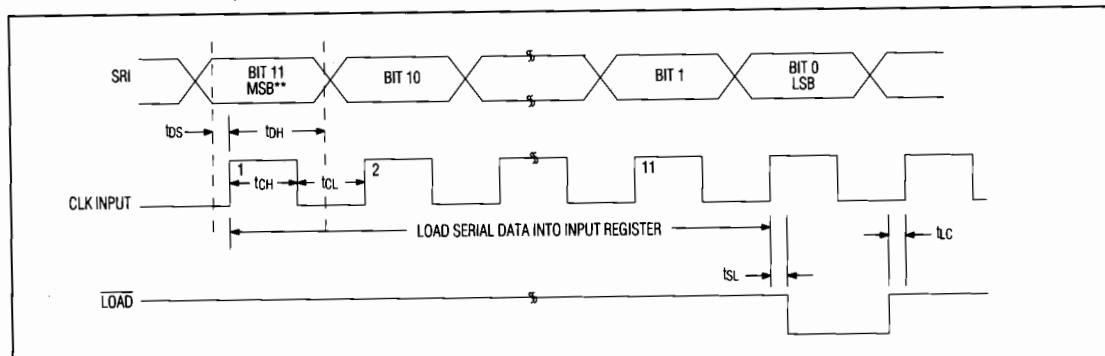 SRI
BIT 11
MSB**
BIT 10
BIT 1
BIT 0
LSB
tDS
tDH
1
2
11
tCH
tCL
CLK INPUT
LOAD SERIAL DATA INTO INPUT REGISTER
tLC
tSL
LOAD